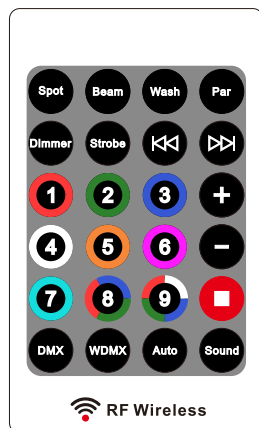 Spot Beam Wash Par
Dimmer Strobe
1 2 3 +
4 5 6 −
7 8 9
DMX WDMX Auto Sound
RF Wireless